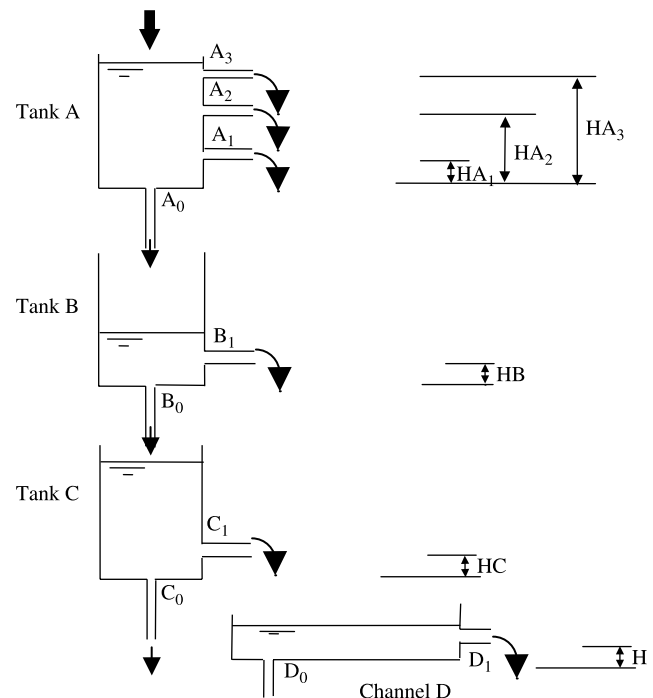 A₃
Tank A
A₂
A₁
A₀
HA₃
HA₂
HA₁
Tank B
B₁
B₀
HB
Tank C
C₁
C₀
HC
D₀
D₁
H
Channel D